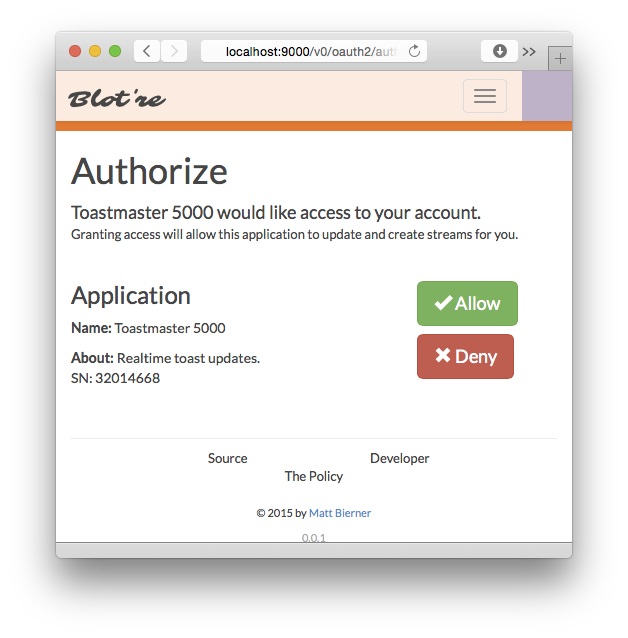 localhost:9000/v0/oauth2/aut
Blot're
Authorize
Toastmaster 5000 would like access to your account.
Granting access will allow this application to update and create streams for you.
Application
Name: Toastmaster 5000
About: Realtime toast updates.
SN: 32014668
Allow
Deny
Source
Developer
The Policy
© 2015 by Matt Bierner
0.0.1